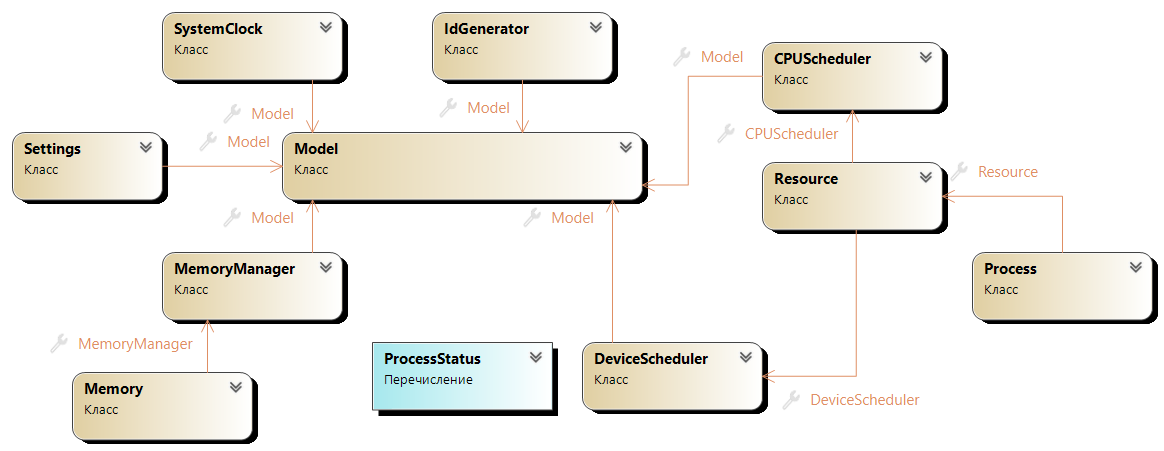 SystemClock
Класс
IdGenerator
Класс
CPUScheduler
Класс
Model
Model
Model
Model
CPUScheduler
Settings
Класс
Model
Класс
Resource
Класс
Resource
Model
Model
MemoryManager
Класс
Process
Класс
MemoryManager
ProcessStatus
Перечисление
DeviceScheduler
Класс
Memory
Класс
DeviceScheduler